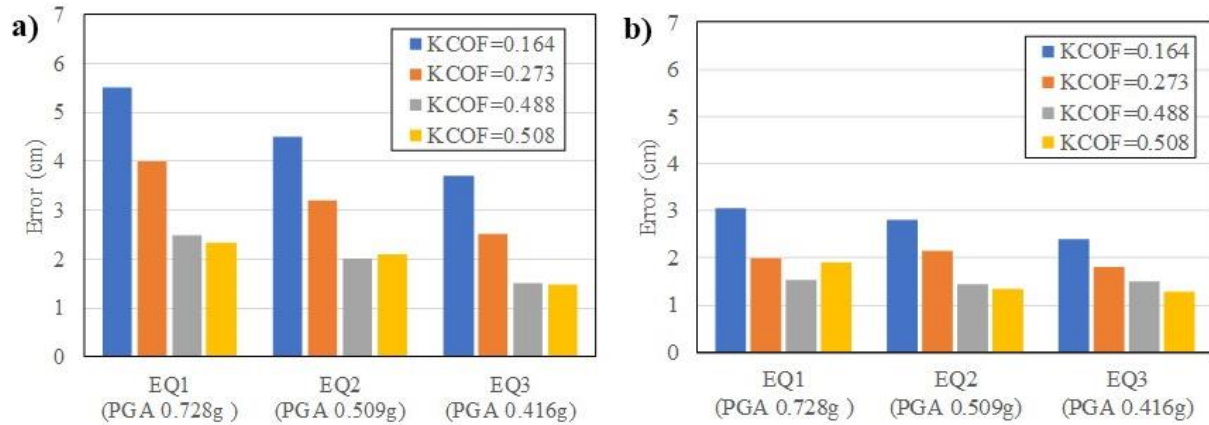 a)
7
6
5
4
3
2
1
0
Error (cm)
KCOF=0.164
KCOF=0.273
KCOF=0.488
KCOF=0.508
EQ1
(PGA 0.728g )
EQ2
(PGA 0.509g)
EQ3
(PGA 0.416g)
b)
7
6
5
4
3
2
1
0
Error (cm)
KCOF=0.164
KCOF=0.273
KCOF=0.488
KCOF=0.508
EQ1
(PGA 0.728g)
EQ2
(PGA 0.509g)
EQ3
(PGA 0.416g)